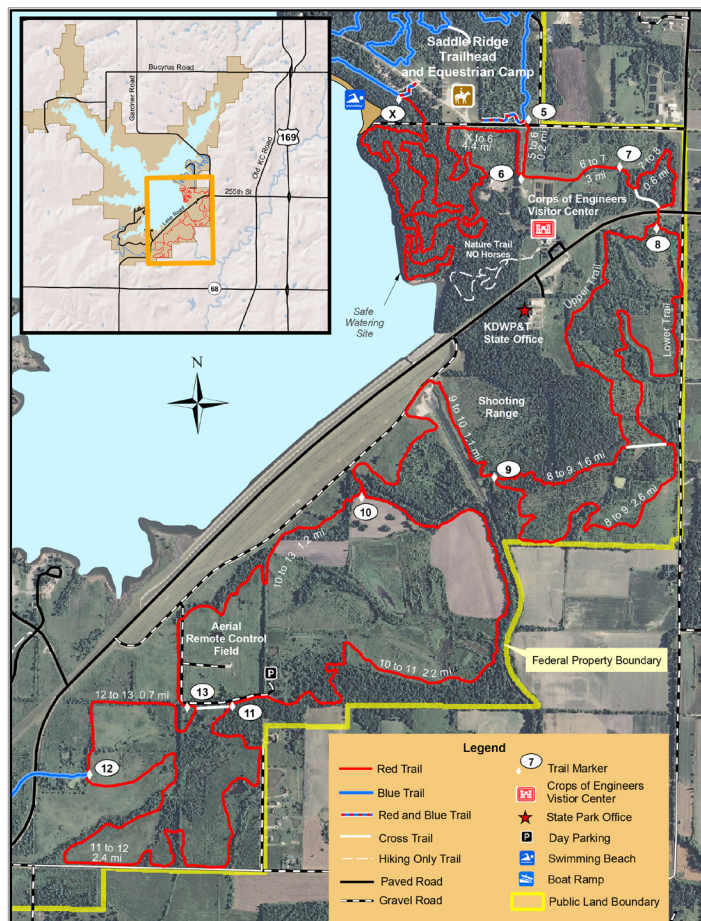 Bucyrus Road
Gardner Road
Old KC Road
169
255th St
Lake Road
68
Saddle Ridge
Trailhead
and Equestrian Camp
X
5
X to 6
4.4 mi
5 to 6
0.2 mi
6 to 7
.3 mi
7
7 to 8
0.6 mi
6
Corps of Engineers
Visitor Center
8
Nature Trail
NO Horses
Upper Trail
Lower Trail
Safe
Watering
Site
KDWP&T
State Office
N
Shooting
Range
9 to 10 1.1 mi
9
8 to 9 1.6 mi
8 to 9 2.6 mi
10
10 to 13 1.2 mi
Aerial
Remote Control
Field
P
10 to 11 2.2 mi
Federal Property Boundary
12 to 13 0.7 mi
13
11
12
11 to 12
2.4 mi
Legend
Red Trail
Blue Trail
Red and Blue Trail
Cross Trail
Hiking Only Trail
Paved Road
Gravel Road
7
Trail Marker
Crops of Engineers
Vistior Center
State Park Office
P
Day Parking
Swimming Beach
Boat Ramp
Public Land Boundary